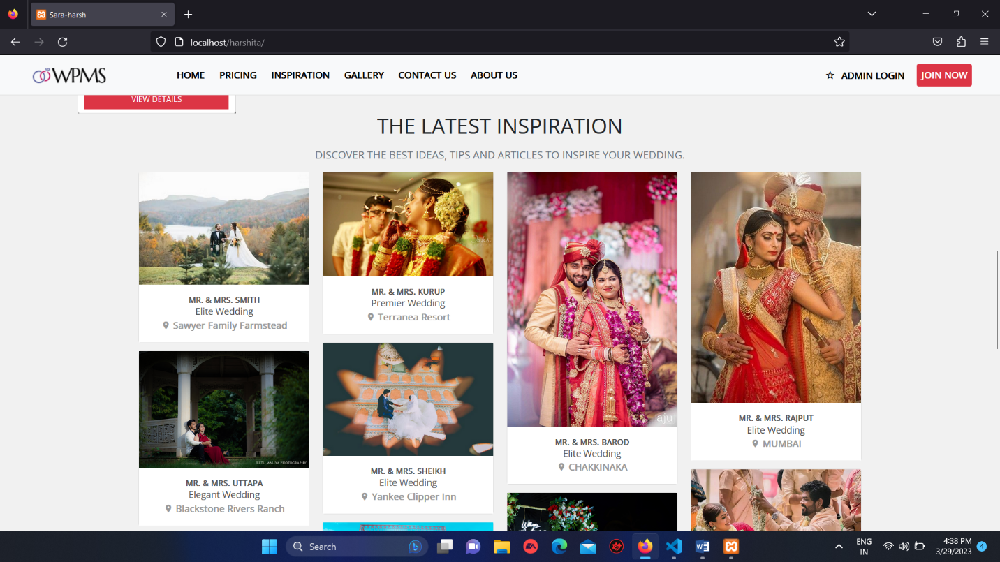 Sara-harsh
localhost/harshita/
WPMS
HOME
PRICING
INSPIRATION
GALLERY
CONTACT US
ABOUT US
ADMIN LOGIN
JOIN NOW
VIEW DETAILS
THE LATEST INSPIRATION
DISCOVER THE BEST IDEAS, TIPS AND ARTICLES TO INSPIRE YOUR WEDDING.
MR. & MRS. SMITH
Elite Wedding
Sawyer Family Farmstead
MR. & MRS. KURUP
Premier Wedding
Terranea Resort
aju
MR. & MRS. BAROD
Elite Wedding
CHAKKINAKA
MR. & MRS. RAJPUT
Elite Wedding
MUMBAI
JEETU MALIYA PHOTOGRAPHY
MR. & MRS. UTTAPA
Elegant Wedding
Blackstone Rivers Ranch
MR. & MRS. SHEIKH
Elite Wedding
Yankee Clipper Inn
Search
EA
W
ENG
IN
4:38 PM
3/29/2023
4